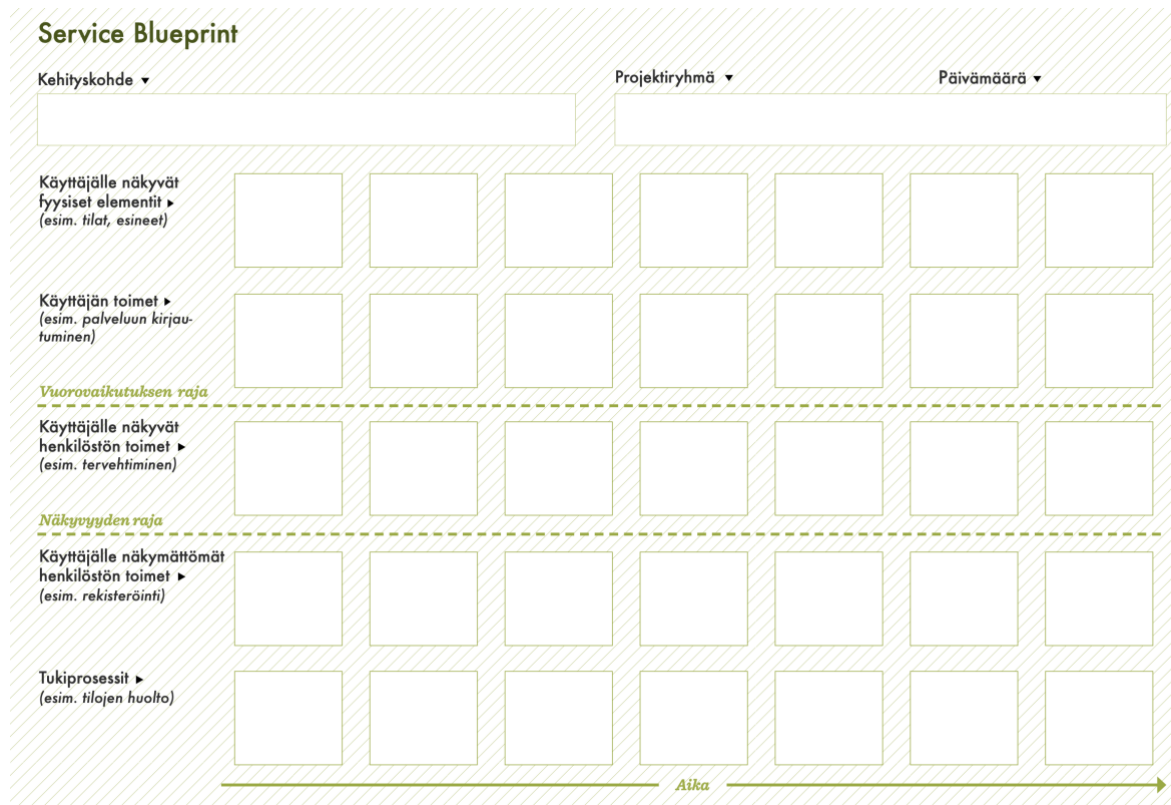 Service Blueprint
Kehityskohde ▼
Projektiryhmä ▼
Päivämäärä ▼
Käyttäjälle näkyvät
fyysiset elementit ►
(esim. tilat, esineet)
Käyttäjän toimet ►
(esim. palveluun kirjau-
tuminen)
Vuorovaikutuksen raja
Käyttäjälle näkyvät
henkilöstön toimet ►
(esim. tervehtiminen)
Näkyvyyden raja
Käyttäjälle näkymättömät
henkilöstön toimet ►
(esim. rekisteröinti)
Tukiprosessit ►
(esim. tilojen huolto)
Aika